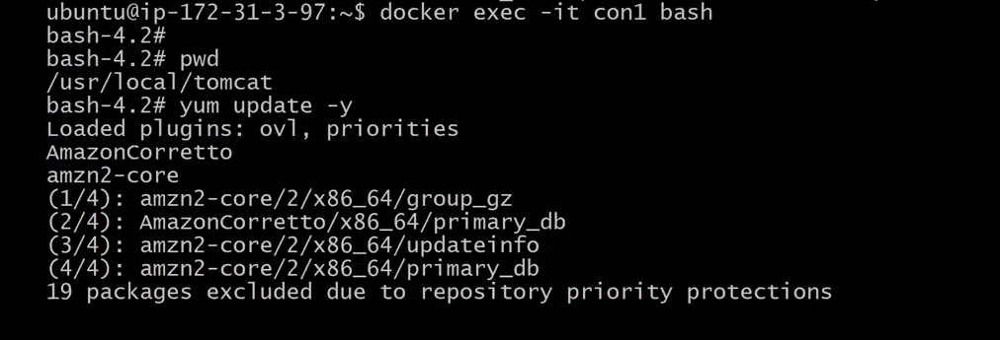 ubuntu@ip-172-31-3-97:~$ docker exec -it con1 bash
bash-4.2#
bash-4.2# pwd
/usr/local/tomcat
bash-4.2# yum update -y
Loaded plugins: ovl, priorities
AmazonCorretto
amzn2-core
(1/4): amzn2-core/2/x86_64/group_gz
(2/4): AmazonCorretto/x86_64/primary_db
(3/4): amzn2-core/2/x86_64/updateinfo
(4/4): amzn2-core/2/x86_64/primary_db
19 packages excluded due to repository priority protections